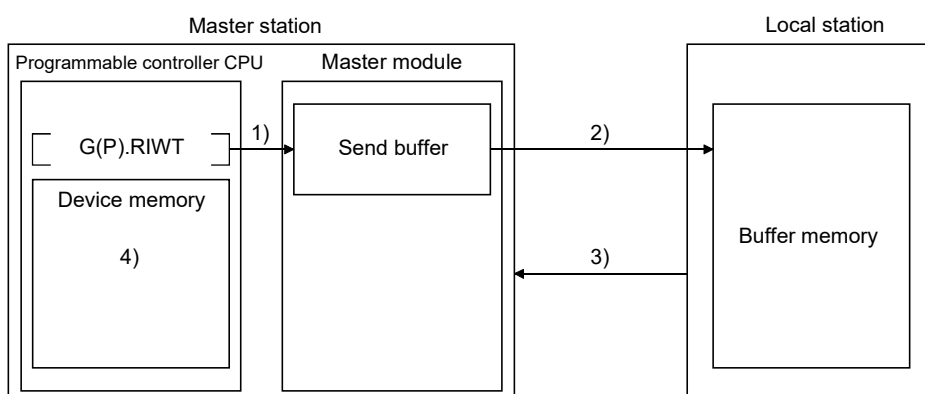 Master station
Local station
Programmable controller CPU
Master module
G(P).RIWT
1)
Send buffer
2)
Device memory
4)
3)
Buffer memory